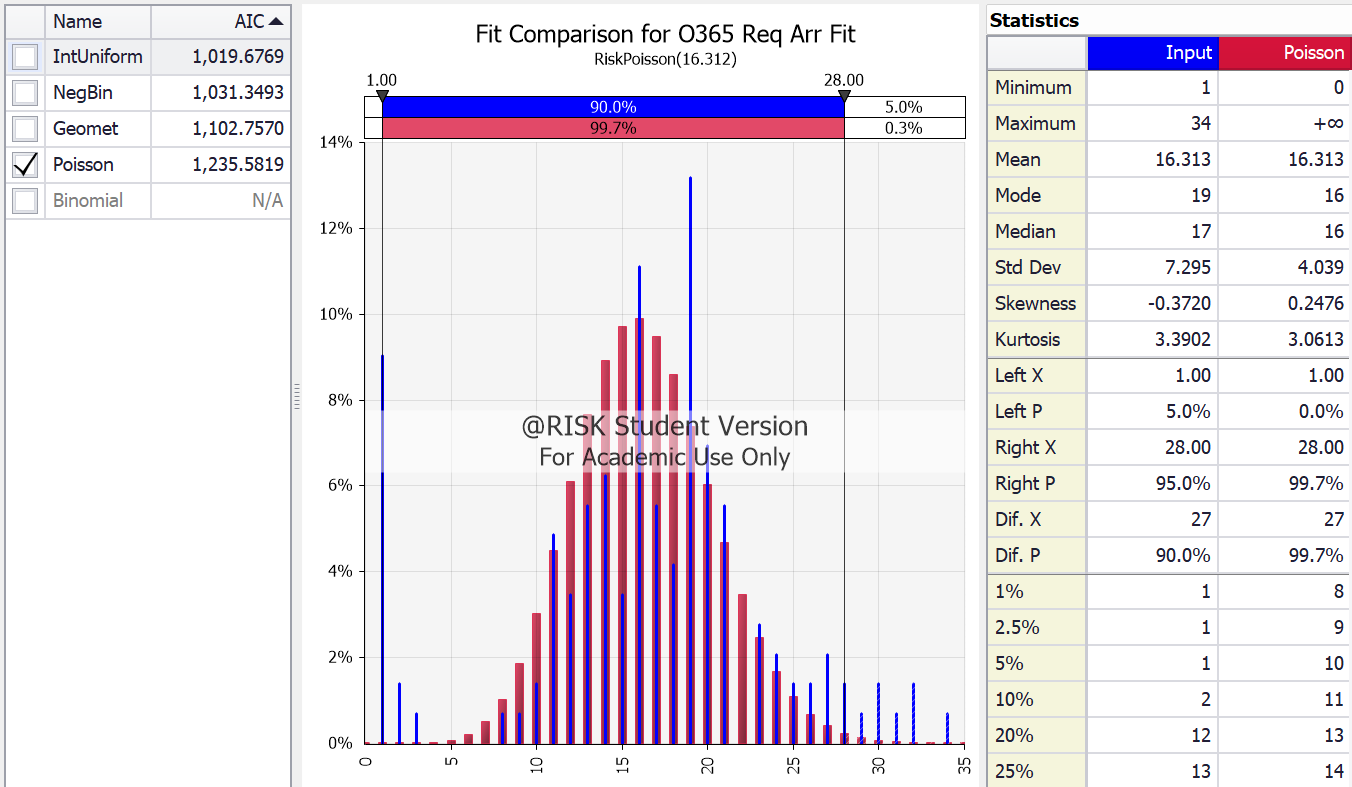 Name AIC
IntUniform 1,019.6769
NegBin 1,031.3493
Geomet 1,102.7570
Poisson 1,235.5819
Binomial N/A
Fit Comparison for O365 Req Arr Fit
RiskPoisson(16.312)
1.00 28.00
90.0% 5.0%
99.7% 0.3%
14%
12%
10%
8%
6%
4%
2%
0%
@RISK Student Version
For Academic Use Only
0 5 10 15 20 25 30 35
Statistics
Input Poisson
Minimum 1 0
Maximum 34 +∞
Mean 16.313 16.313
Mode 19 16
Median 17 16
Std Dev 7.295 4.039
Skewness -0.3720 0.2476
Kurtosis 3.3902 3.0613
Left X 1.00 1.00
Left P 5.0% 0.0%
Right X 28.00 28.00
Right P 95.0% 99.7%
Dif. X 27 27
Dif. P 90.0% 99.7%
1% 1 8
2.5% 1 9
5% 1 10
10% 2 11
20% 12 13
25% 13 14